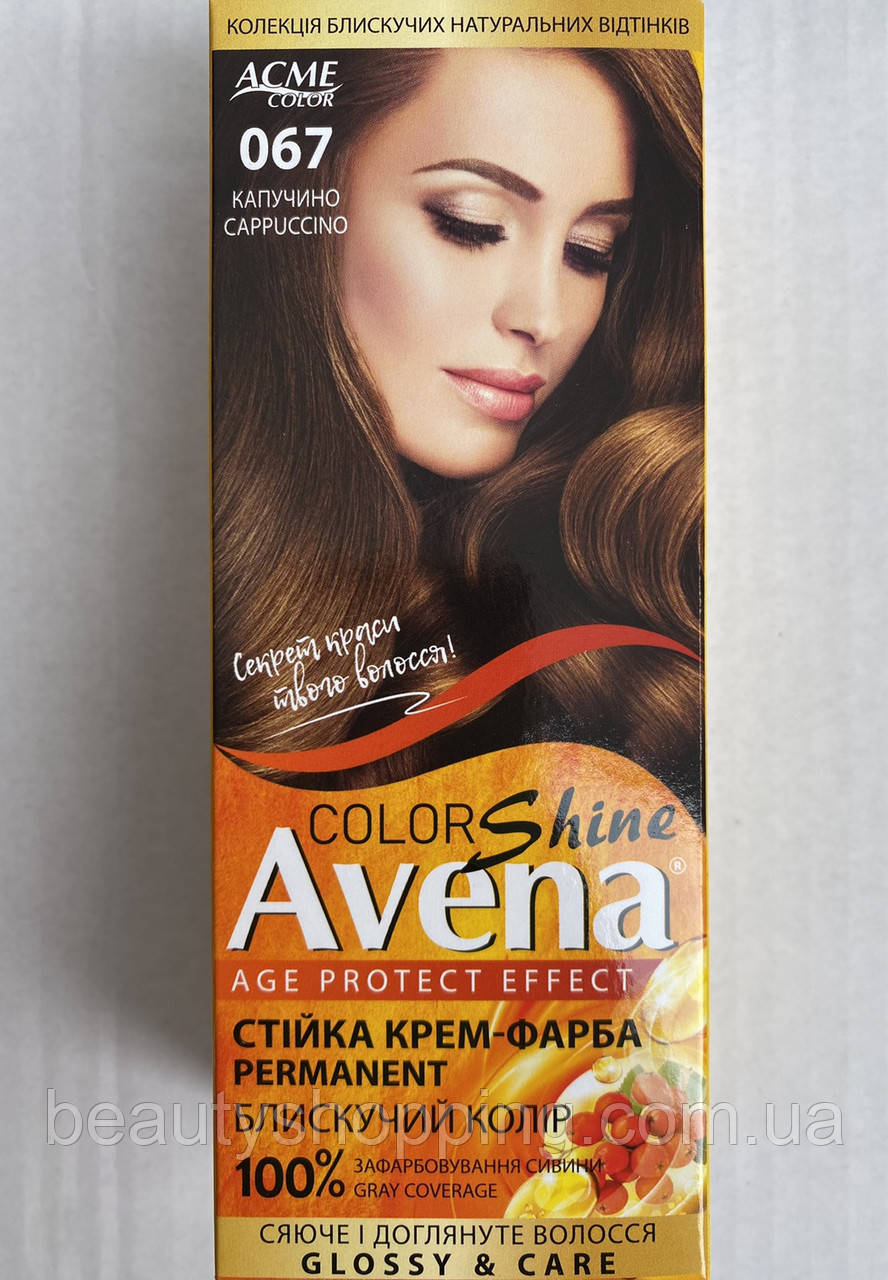 КОЛЕКЦІЯ БЛИСКУЧИХ НАТУРАЛЬНИХ ВІДТІНКІВ
ACME
COLOR
067
КАПУЧИНО
CAPPUCCINO
Секрет краси
твого волосся!
COLOR Shine
Avena®
AGE PROTECT EFFECT
СТІЙКА КРЕМ-ФАРБА
PERMANENT
БЛИСКУЧИЙ КОЛІР
beautyshopping.com.ua
100% ЗАФАРБОВУВАННЯ СИВИНИ
GRAY COVERAGE
СЯЮЧЕ І ДОГЛЯНУТЕ ВОЛОССЯ
GLOSSY & CARE